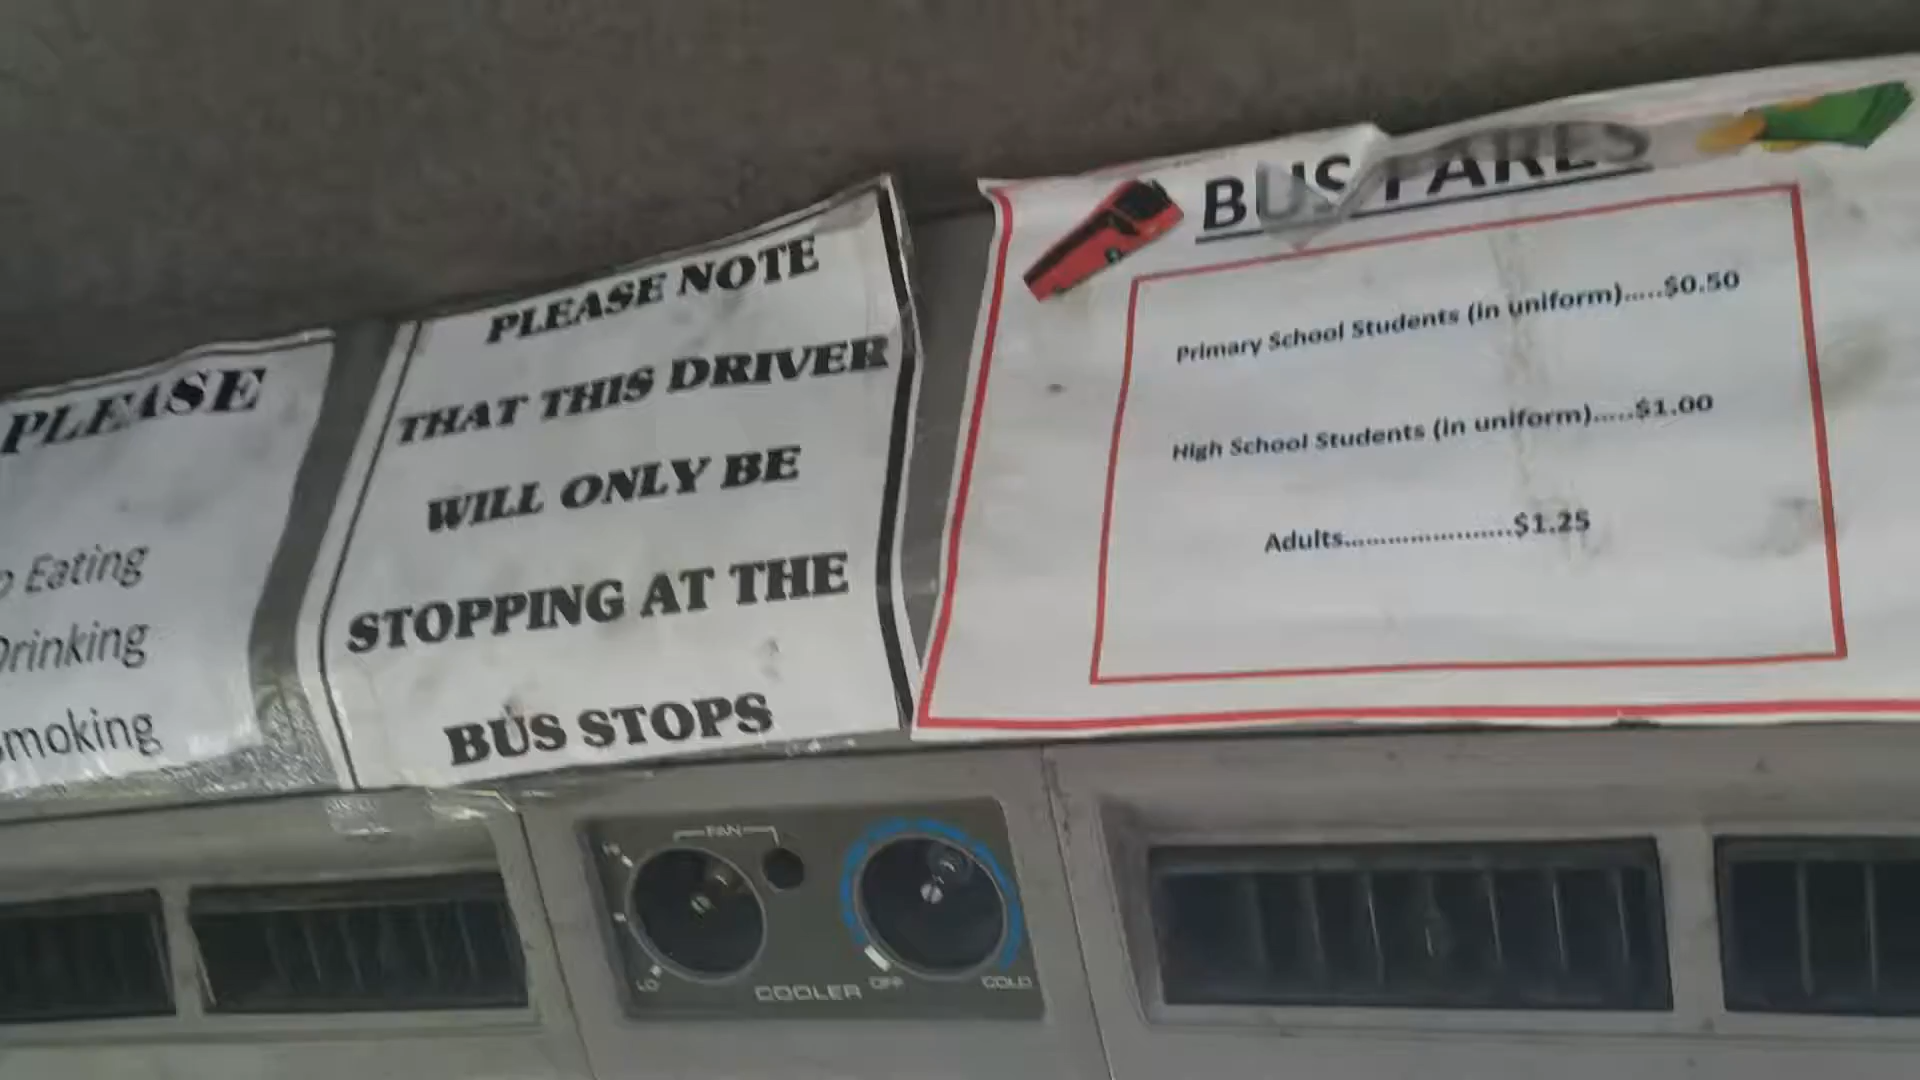 PLEASE
Eating
Drinking
moking
PLEASE NOTE
THAT THIS DRIVER
WILL ONLY BE
STOPPING AT THE
BUS STOPS
BUS FARES
Primary School Students (in uniform).....$0.50
High School Students (in uniform).....$1.00
Adults......................$1.25
FAN
HI
LO
COOLER
OFF
COLD